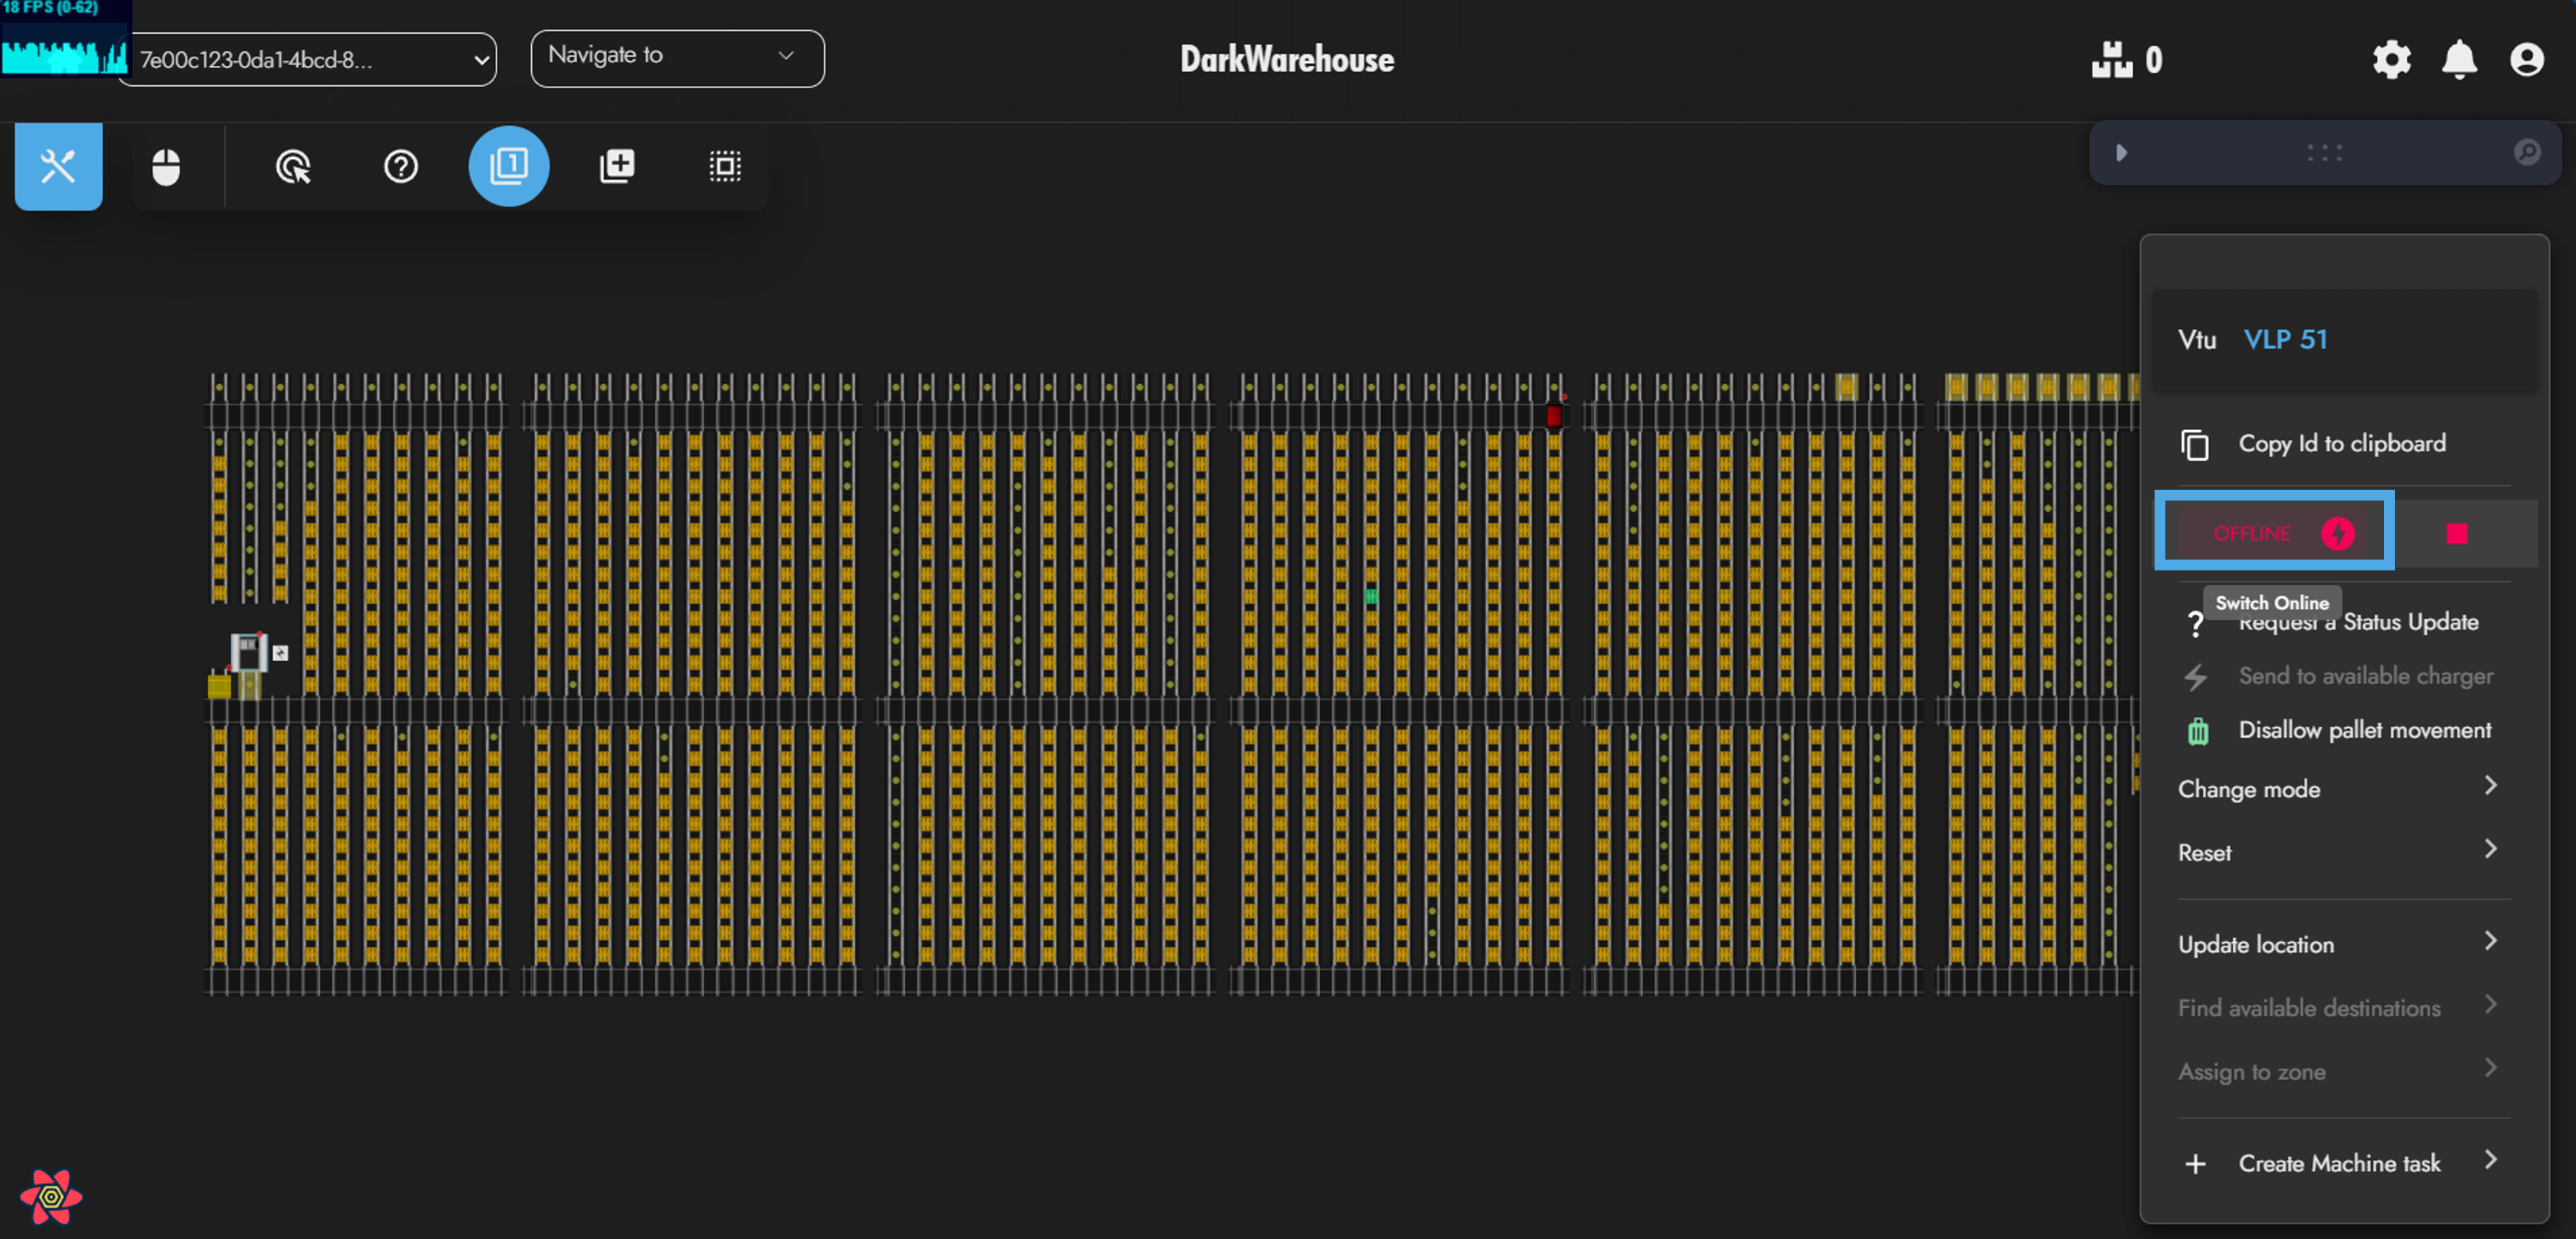 18 FPS (0-62)
7e00c123-0da1-4bcd-8...
Navigate to
DarkWarehouse
0
1
Vtu VLP 51
Copy Id to clipboard
OFFLINE
Switch Online
Request a Status Update
Send to available charger
Disallow pallet movement
Change mode
Reset
Update location
Find available destinations
Assign to zone
Create Machine task